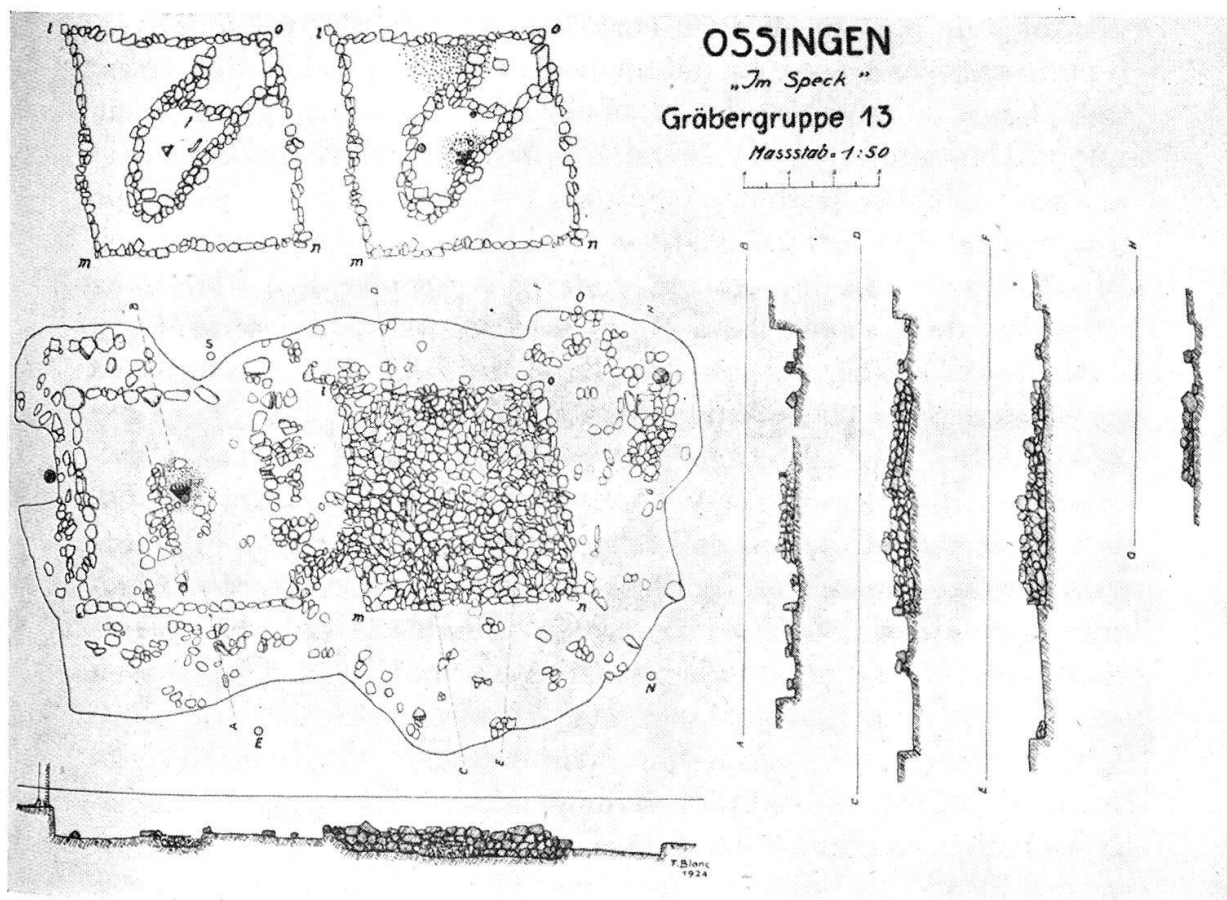 OSSINGEN
„Im Speck“
Gräbergruppe 13
Massstab = 1:50
l
o
m
n
l
o
m
n
B
D
F
H
S
O
l
o
m
n
N
A
E
C
E
A
C
E
G
F. Blanc
1924